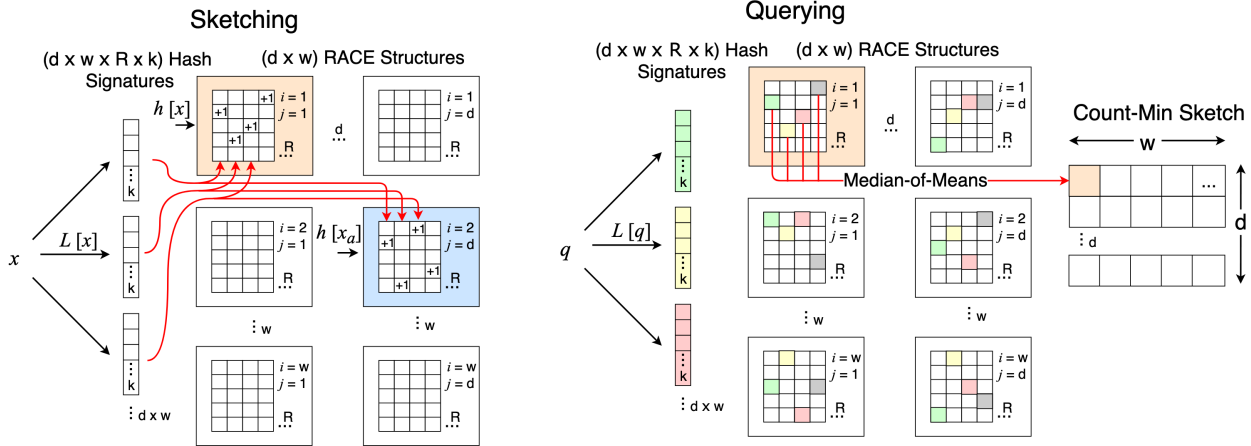 Sketching
(d x w x R x k) Hash
Signatures
(d x w) RACE Structures
h [x]
+1
+1
+1
+1
i = 1
j = 1
R
...
d
...
i = 1
j = d
R
...
⋮
k
x
L [x]
⋮
k
i = 2
j = 1
R
...
h [xₐ]
+1
+1
+1
+1
i = 2
j = d
R
...
⋮ w
⋮ w
⋮
k
⋮ d x w
i = w
j = 1
R
...
i = w
j = d
R
...
Querying
(d x w x R x k) Hash
Signatures
(d x w) RACE Structures
i = 1
j = 1
R
...
d
...
i = 1
j = d
R
...
⋮
k
Median-of-Means
q
L [q]
⋮
k
i = 2
j = 1
R
...
i = 2
j = d
R
...
⋮ w
⋮ w
⋮
k
⋮ d x w
i = w
j = 1
R
...
i = w
j = d
R
...
Count-Min Sketch
w
...
d
⋮ d